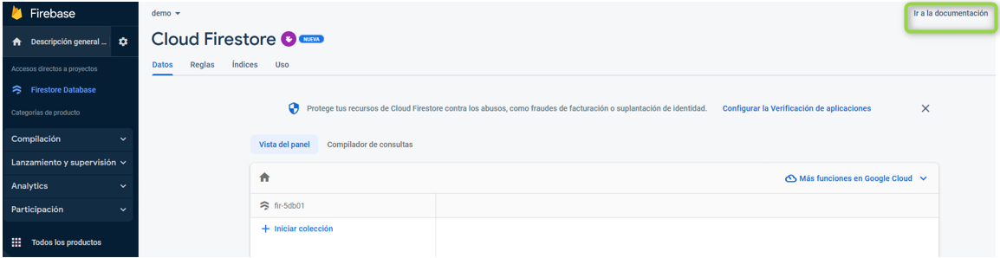 Firebase
Descripción general ...
Accesos directos a proyectos
Firestore Database
Categorías de producto
Compilación
Lanzamiento y supervisión
Analytics
Participación
Todos los productos
demo
Ir a la documentación
Cloud Firestore NUEVA
Datos Reglas Índices Uso
Protege tus recursos de Cloud Firestore contra los abusos, como fraudes de facturación o suplantación de identidad. Configurar la Verificación de aplicaciones
Vista del panel Compilador de consultas
Más funciones en Google Cloud
fir-5db01
+ Iniciar colección